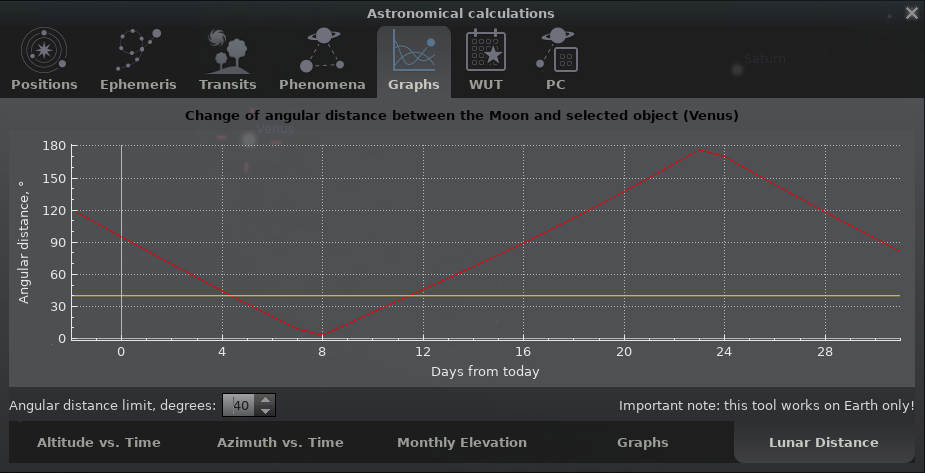 Astronomical calculations
Saturn
Positions Ephemeris Transits Phenomena Graphs WUT PC
Change of angular distance between the Moon and selected object (Venus)
Venus
Angular distance, °
180
150
120
90
60
30
0
0 4 8 12 16 20 24 28
Days from today
Angular distance limit, degrees: 40 Important note: this tool works on Earth only!
Altitude vs. Time Azimuth vs. Time Monthly Elevation Graphs Lunar Distance